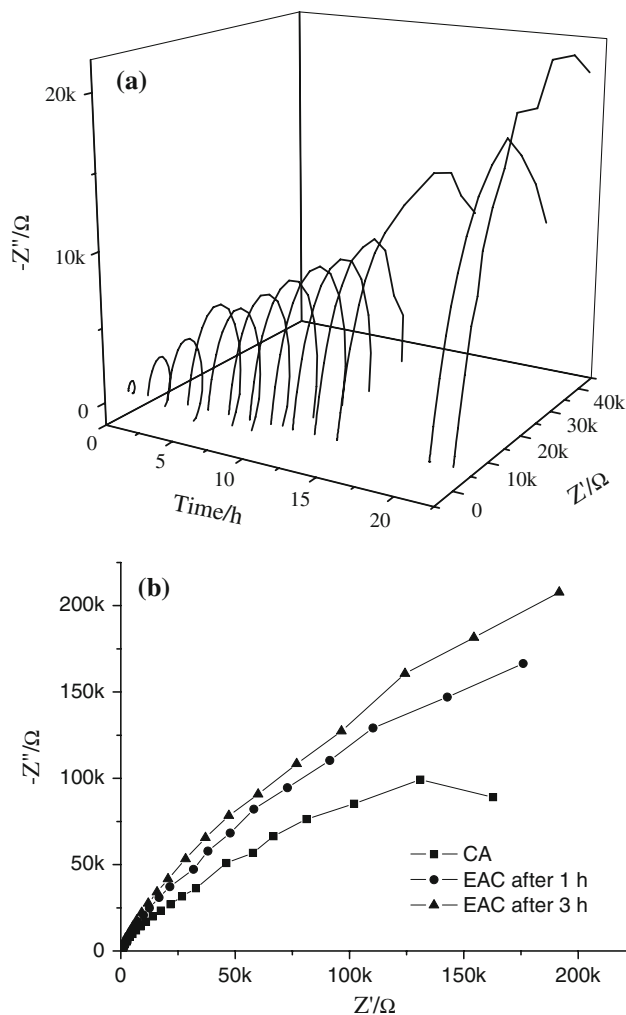 (a)
20k
10k
0
-Z"/Ω
0
5
10
15
20
Time/h
0
10k
20k
30k
40k
Z'/Ω
(b)
200k
150k
100k
50k
0
-Z"/Ω
CA
EAC after 1 h
EAC after 3 h
0
50k
100k
150k
200k
Z'/Ω